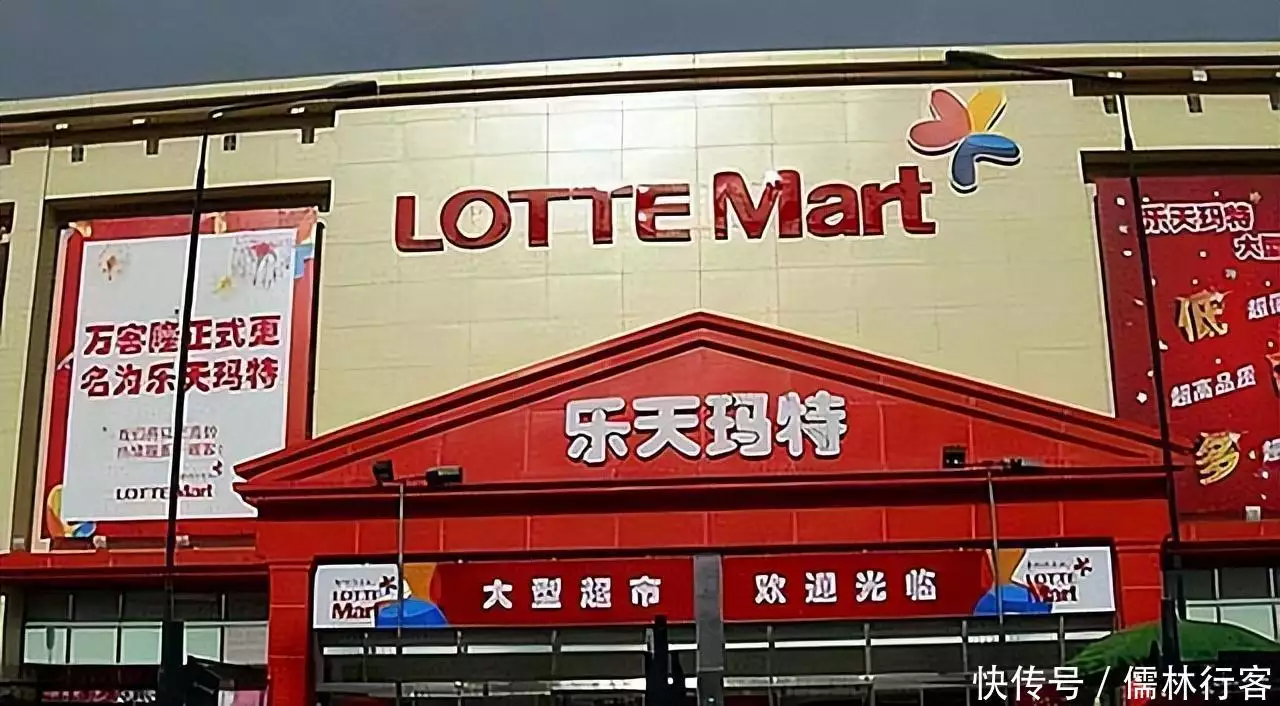 LOTTE Mart
万客隆正式更
名为乐天玛特
LOTTE Mart
乐天玛特
乐天玛特
低
超高品质
多
LOTTE
Mart
大型超市
欢迎光临
LOTTE
Mart
快传号 / 儒林行客